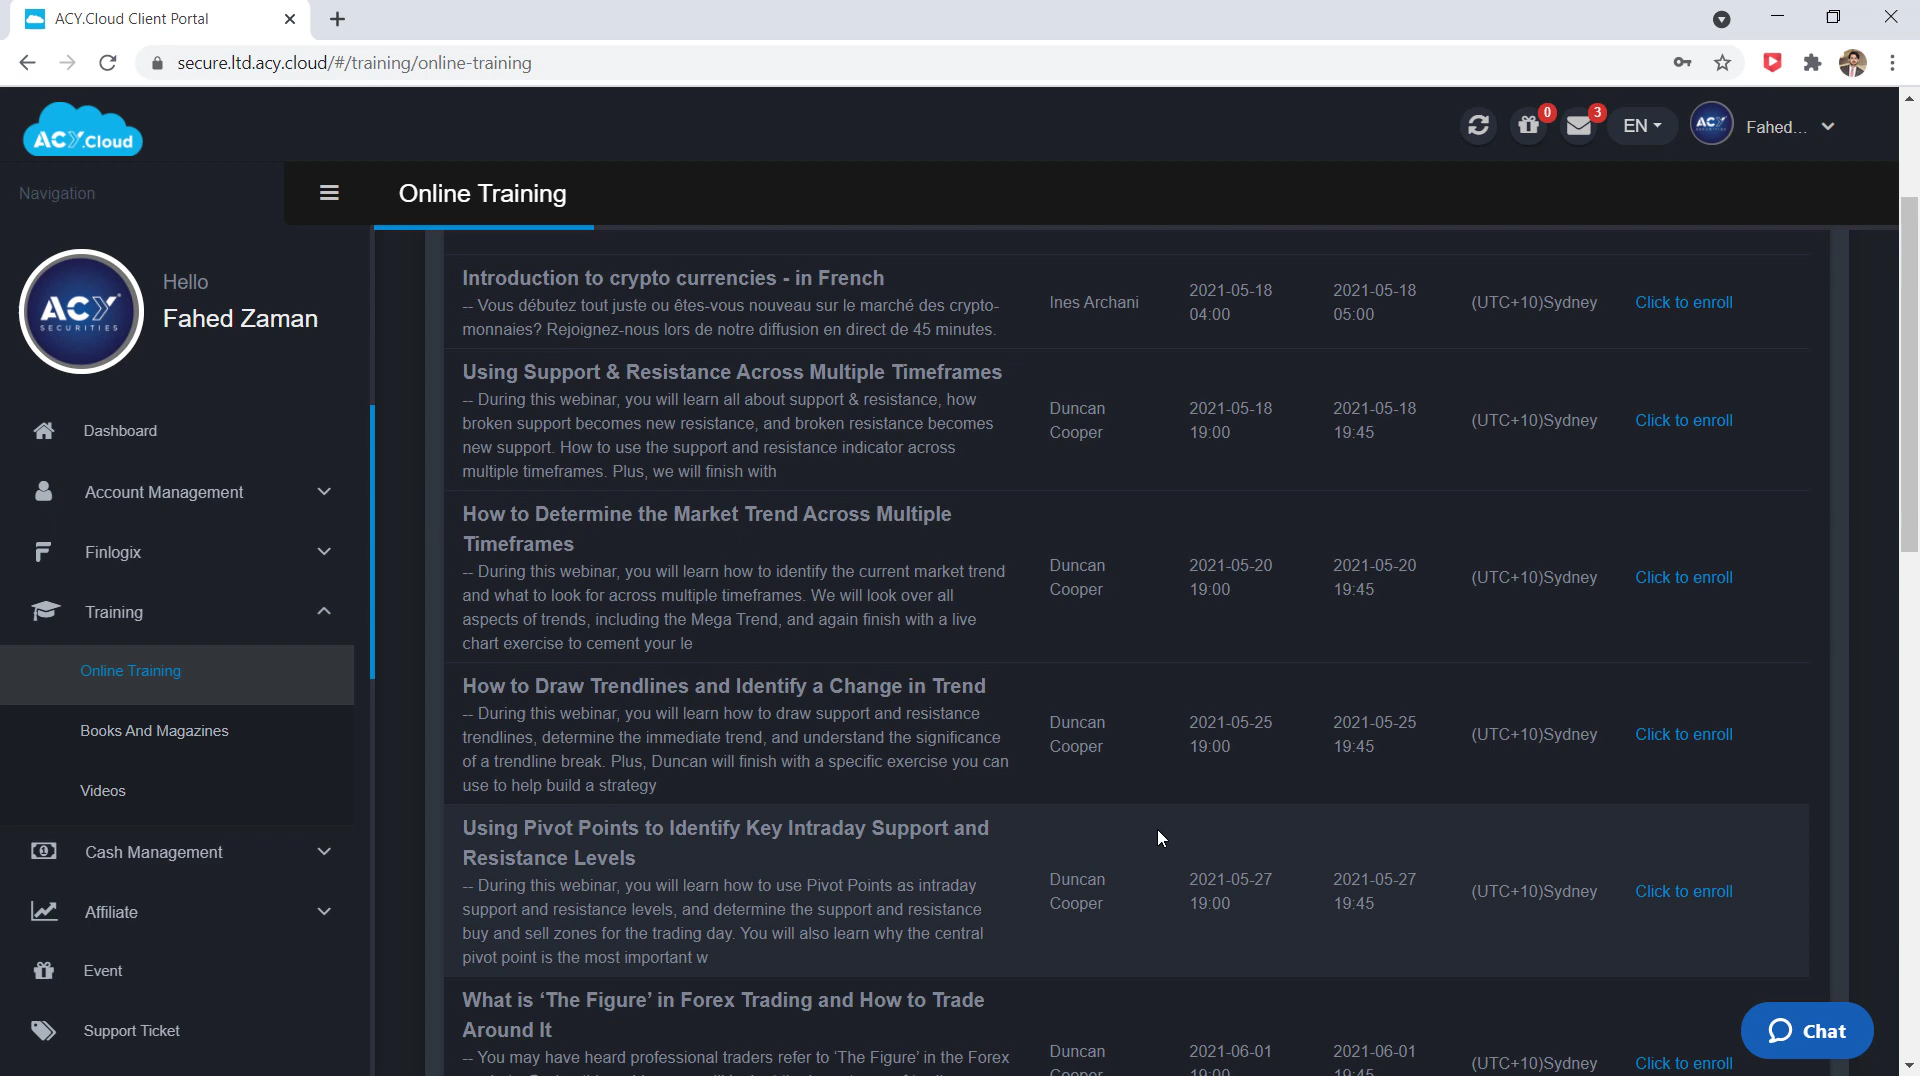 ACY.Cloud Client Portal
secure.ltd.acy.cloud/#/training/online-training
ACY.Cloud
0
3
EN
ACY
SECURITIES
Fahed...
Navigation
Online Training
ACY
SECURITIES
Hello
Fahed Zaman
Dashboard
Account Management
Finlogix
Training
Online Training
Books And Magazines
Videos
Cash Management
Affiliate
Event
Support Ticket
Introduction to crypto currencies - in French
-- Vous débutez tout juste ou êtes-vous nouveau sur le marché des crypto-
monnaies? Rejoignez-nous lors de notre diffusion en direct de 45 minutes.
Ines Archani
2021-05-18
04:00
2021-05-18
05:00
(UTC+10)Sydney
Click to enroll
Using Support & Resistance Across Multiple Timeframes
-- During this webinar, you will learn all about support & resistance, how
broken support becomes new resistance, and broken resistance becomes
new support. How to use the support and resistance indicator across
multiple timeframes. Plus, we will finish with
Duncan
Cooper
2021-05-18
19:00
2021-05-18
19:45
(UTC+10)Sydney
Click to enroll
How to Determine the Market Trend Across Multiple
Timeframes
-- During this webinar, you will learn how to identify the current market trend
and what to look for across multiple timeframes. We will look over all
aspects of trends, including the Mega Trend, and again finish with a live
chart exercise to cement your le
Duncan
Cooper
2021-05-20
19:00
2021-05-20
19:45
(UTC+10)Sydney
Click to enroll
How to Draw Trendlines and Identify a Change in Trend
-- During this webinar, you will learn how to draw support and resistance
trendlines, determine the immediate trend, and understand the significance
of a trendline break. Plus, Duncan will finish with a specific exercise you can
use to help build a strategy
Duncan
Cooper
2021-05-25
19:00
2021-05-25
19:45
(UTC+10)Sydney
Click to enroll
Using Pivot Points to Identify Key Intraday Support and
Resistance Levels
-- During this webinar, you will learn how to use Pivot Points as intraday
support and resistance levels, and determine the support and resistance
buy and sell zones for the trading day. You will also learn why the central
pivot point is the most important w
Duncan
Cooper
2021-05-27
19:00
2021-05-27
19:45
(UTC+10)Sydney
Click to enroll
What is ‘The Figure’ in Forex Trading and How to Trade
Around It
-- You may have heard professional traders refer to ‘The Figure’ in the Forex
Duncan
Cooper
2021-06-01
19:00
2021-06-01
19:45
(UTC+10)Sydney
Click to enroll
Chat